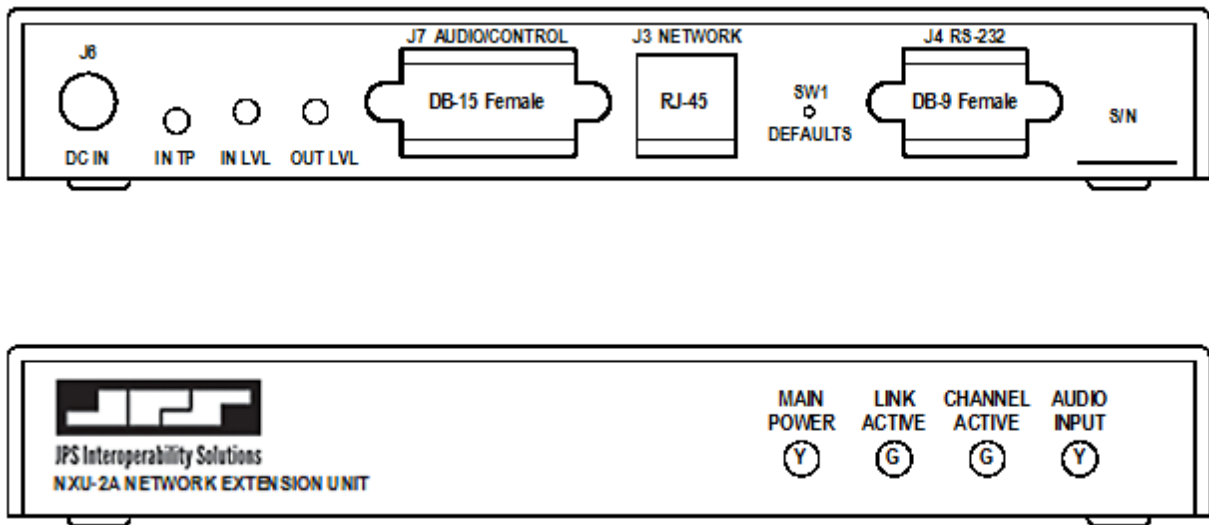 J6
J7 AUDIO/CONTROL
J3 NETWORK
J4 RS-232
DB-15 Female
RJ-45
SW1
DB-9 Female
S/N
DEFAULTS
DC IN
IN TP
IN LVL
OUT LVL
JPS
JPS Interoperability Solutions
NXU-2A NETWORK EXTENSION UNIT
MAIN POWER
LINK ACTIVE
CHANNEL ACTIVE
AUDIO INPUT
Y
G
G
Y